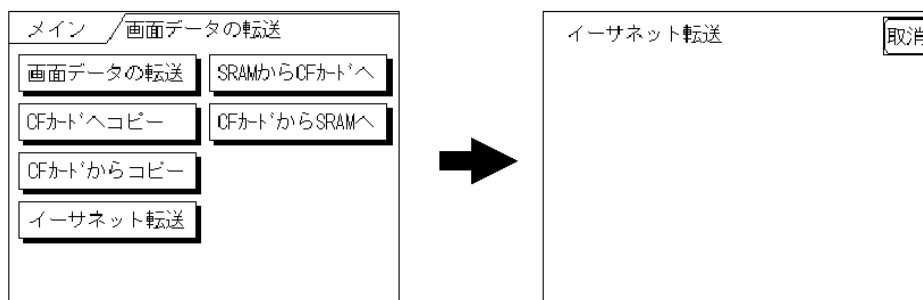 メイン 画面データの転送
画面データの転送
SRAMからCFｶｰﾄﾞへ
CFｶｰﾄﾞへコピー
CFｶｰﾄﾞからSRAMへ
CFｶｰﾄﾞからコピー
イーサネット転送
イーサネット転送
取消